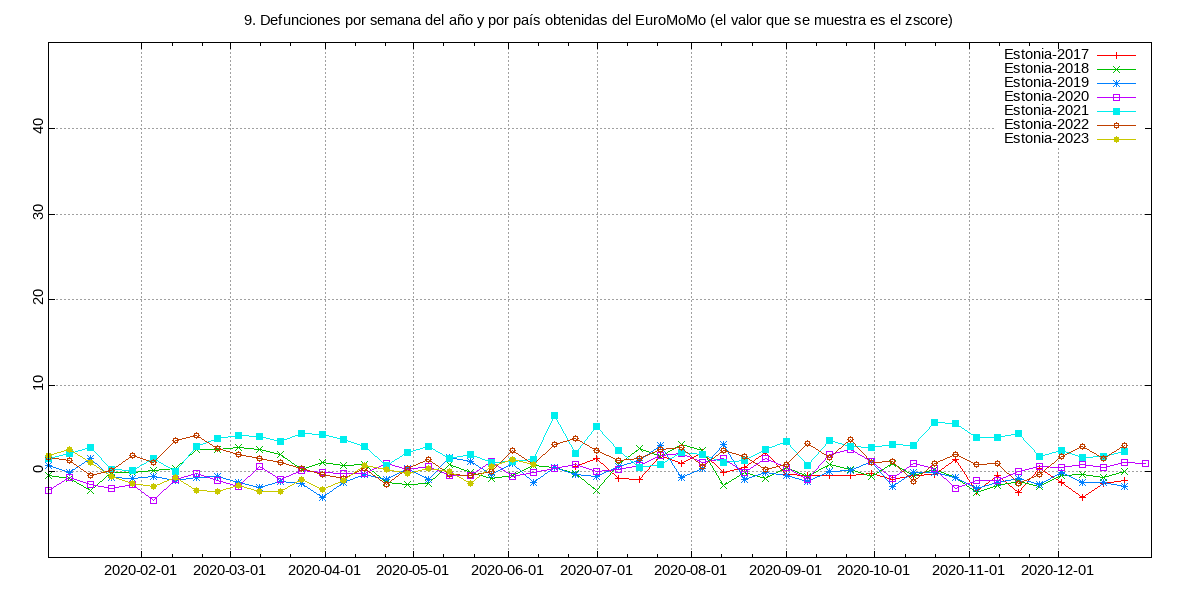 9. Defunciones por semana del año y por país obtenidas del EuroMoMo (el valor que se muestra es el zscore)
Estonia-2017
Estonia-2018
Estonia-2019
Estonia-2020
Estonia-2021
Estonia-2022
Estonia-2023
40
30
20
10
0
2020-02-01 2020-03-01 2020-04-01 2020-05-01 2020-06-01 2020-07-01 2020-08-01 2020-09-01 2020-10-01 2020-11-01 2020-12-01